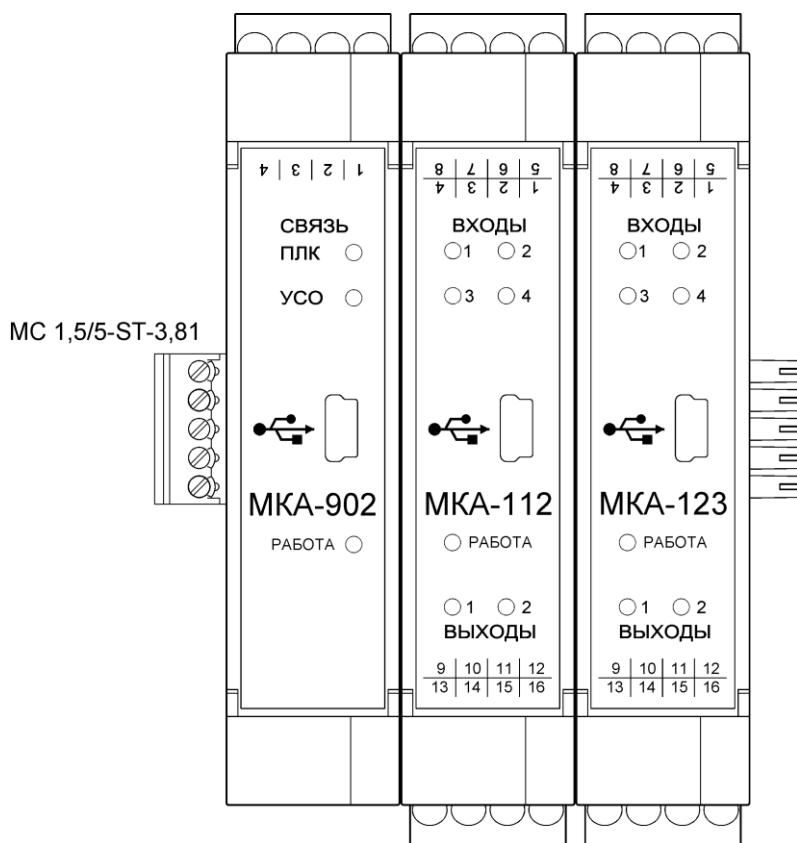 МС 1,5/5-ST-3,81
1 2 3 4
СВЯЗЬ
ПЛК
УСО
МКА-902
РАБОТА
1 2 3 4
5 6 7 8
ВХОДЫ
1 2
3 4
МКА-112
РАБОТА
1 2
ВЫХОДЫ
9 10 11 12
13 14 15 16
1 2 3 4
5 6 7 8
ВХОДЫ
1 2
3 4
МКА-123
РАБОТА
1 2
ВЫХОДЫ
9 10 11 12
13 14 15 16